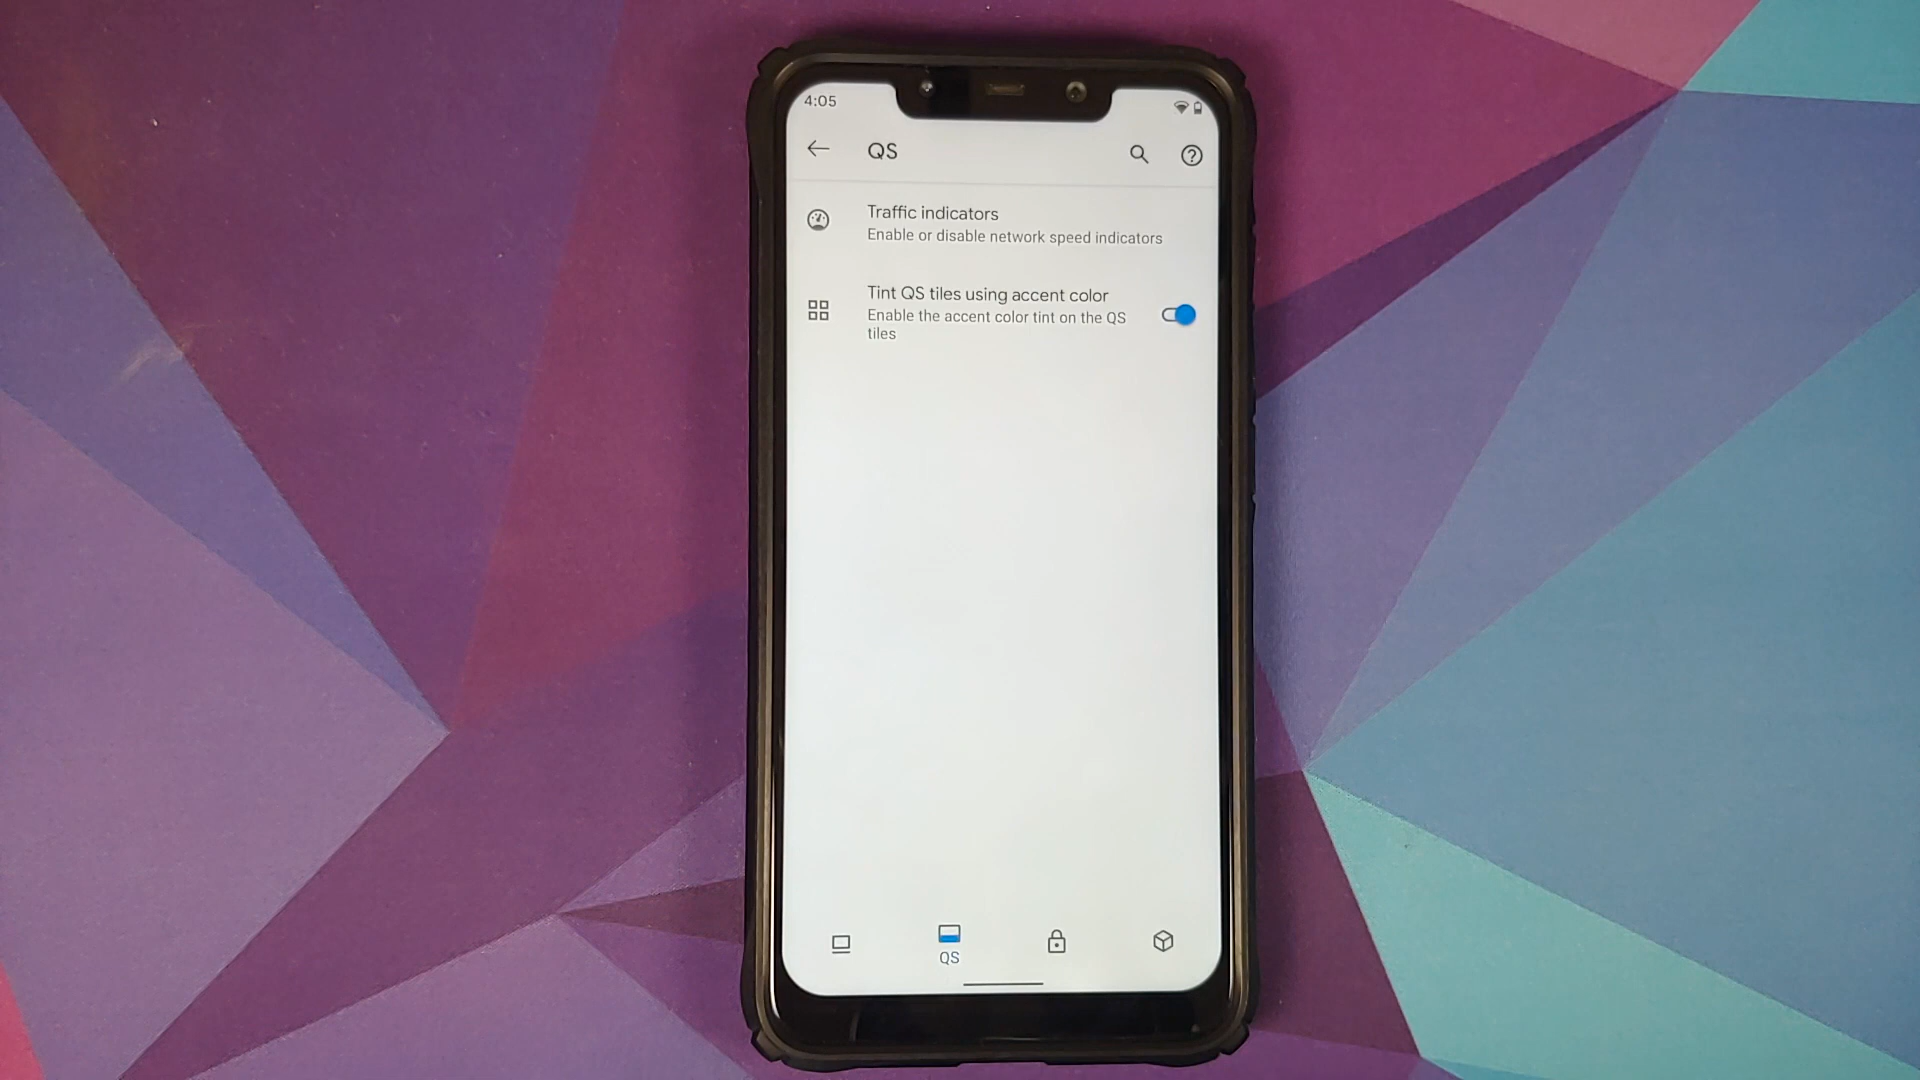 4:05
QS
Traffic indicators
Enable or disable network speed indicators
Tint QS tiles using accent color
Enable the accent color tint on the QS
tiles
QS